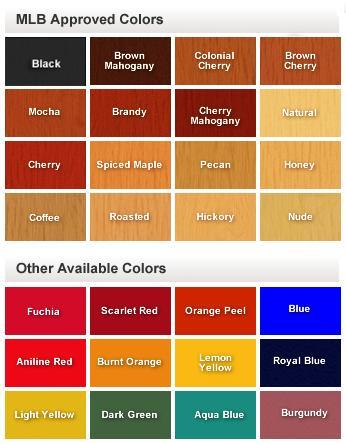 MLB Approved Colors
Black
Brown
Mahogany
Colonial
Cherry
Brown
Cherry
Mocha
Brandy
Cherry
Mahogany
Natural
Cherry
Spiced Maple
Pecan
Honey
Coffee
Roasted
Hickory
Nude
Other Available Colors
Fuchia
Scarlet Red
Orange Peel
Blue
Aniline Red
Burnt Orange
Lemon
Yellow
Royal Blue
Light Yellow
Dark Green
Aqua Blue
Burgundy